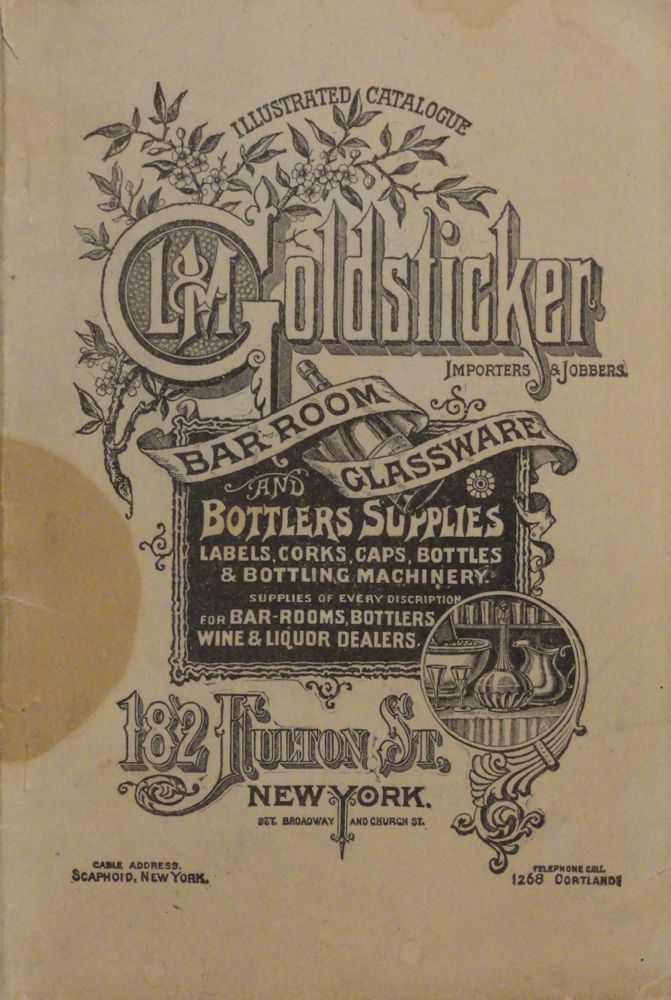 ILLUSTRATED CATALOGUE
L & M Goldsticker
IMPORTERS & JOBBERS.
BAR-ROOM
GLASSWARE
AND
BOTTLERS SUPPLIES
LABELS, CORKS, CAPS, BOTTLES
& BOTTLING MACHINERY.
SUPPLIES OF EVERY DISCRIPTION
FOR BAR-ROOMS, BOTTLERS
WINE & LIQUOR DEALERS.
182 FULTON ST,
NEW YORK.
BET. BROADWAY AND CHURCH ST.
CABLE ADDRESS.
SCAPHOID, NEW YORK.
TELEPHONE CALL
1268 CORTLANDT